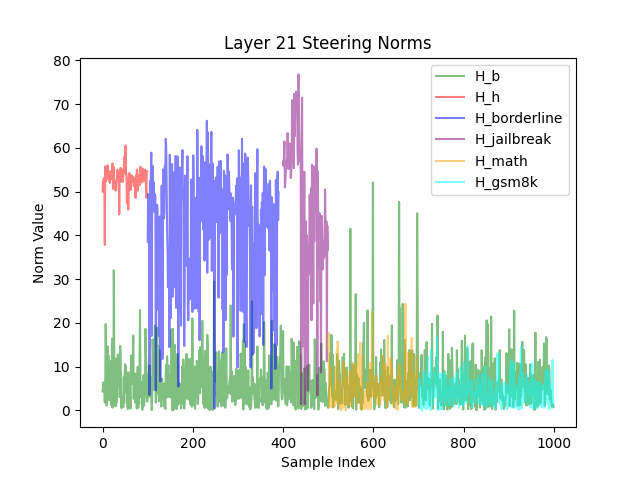 Layer 21 Steering Norms
80
70
60
50
40
30
20
10
0
Norm Value
0 200 400 600 800 1000
Sample Index
H_b
H_h
H_borderline
H_jailbreak
H_math
H_gsm8k